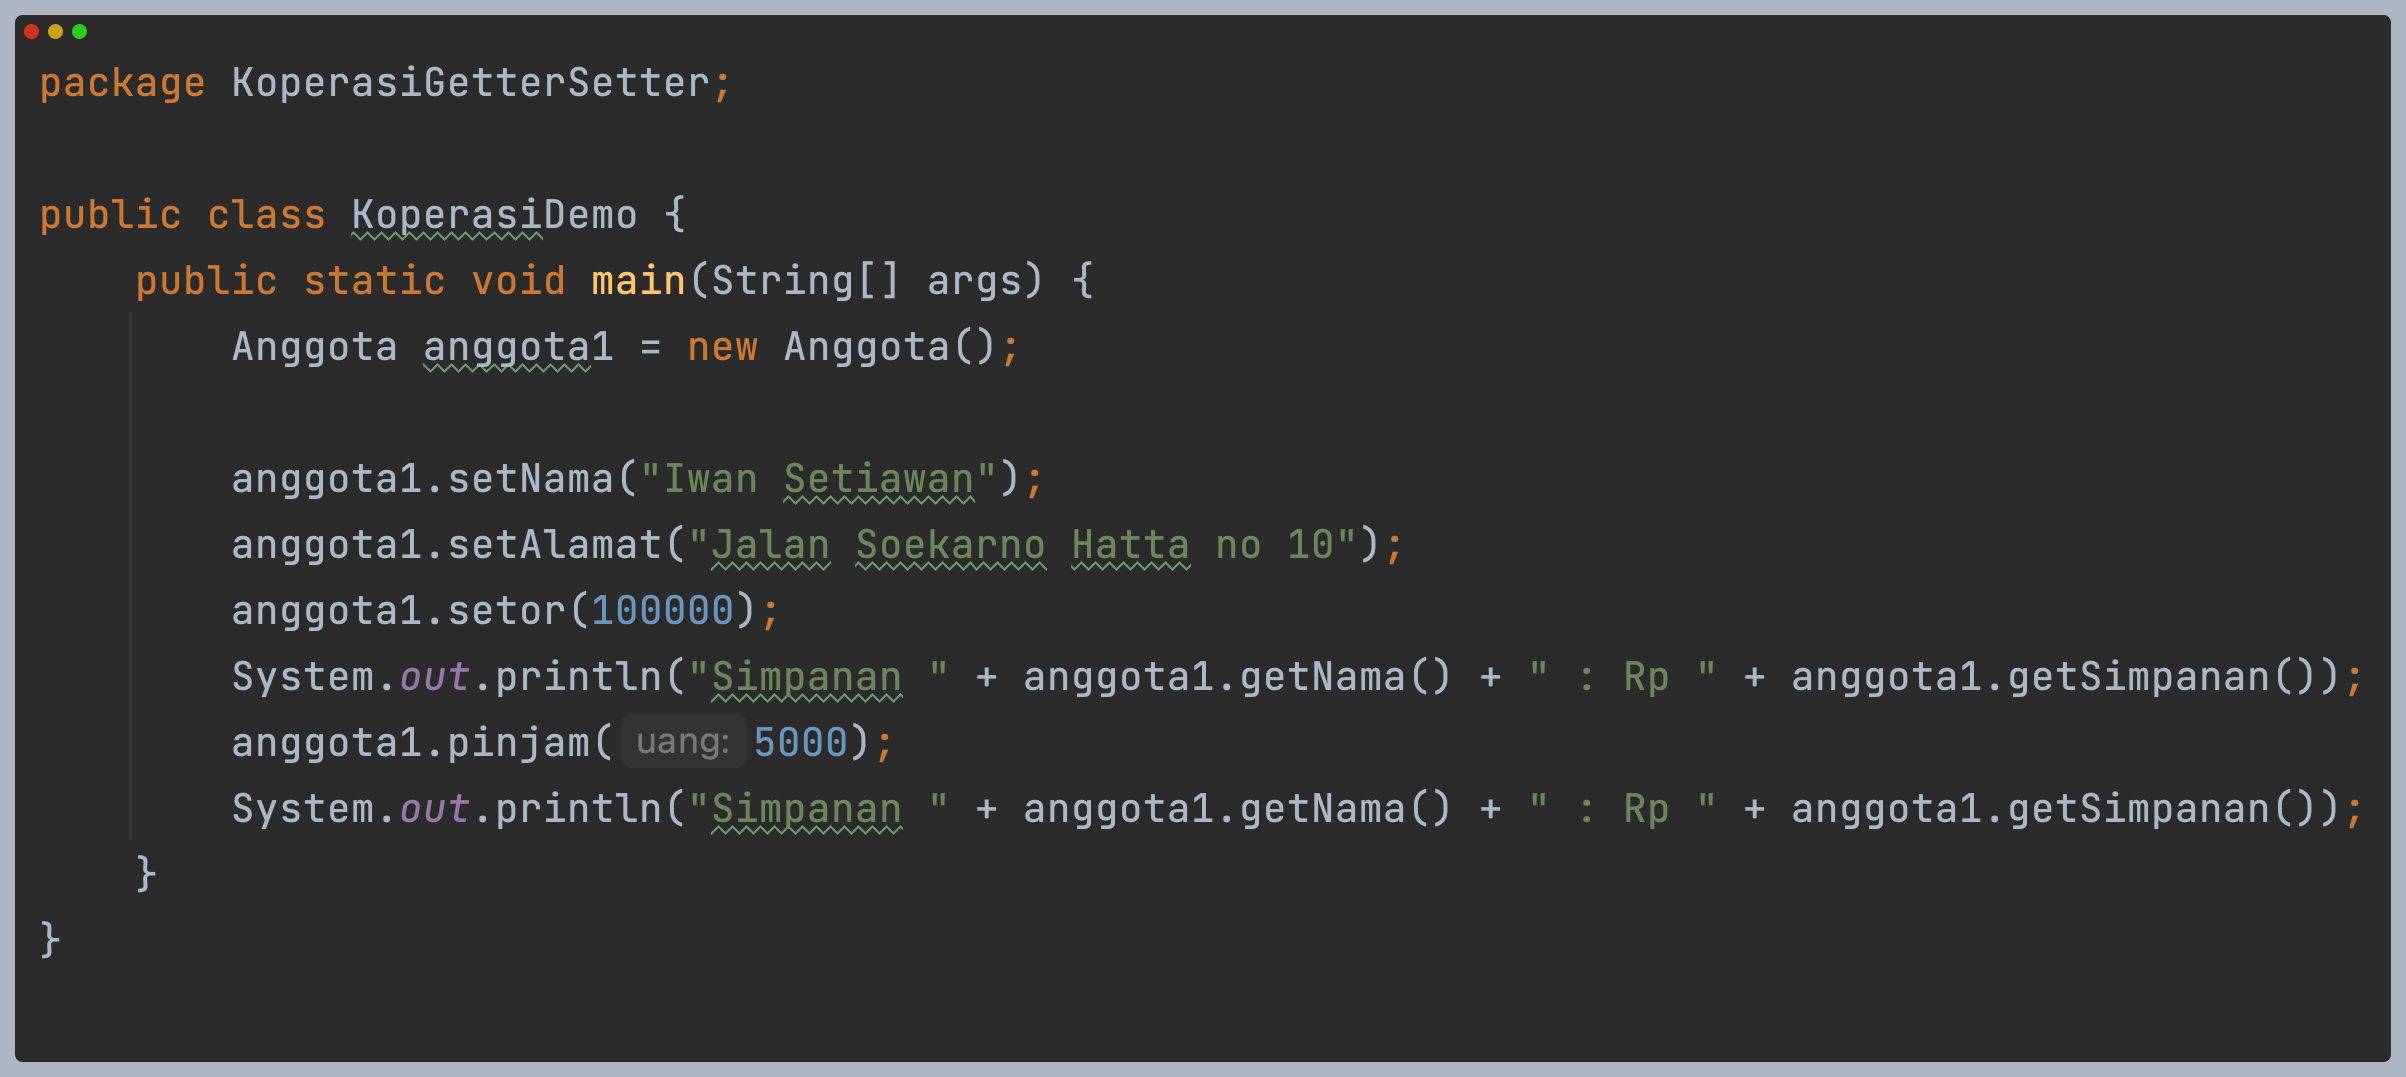 package KoperasiGetterSetter;
public class KoperasiDemo {
public static void main(String[] args) {
Anggota anggota1 = new Anggota();
anggota1.setNama("Iwan Setiawan");
anggota1.setAlamat("Jalan Soekarno Hatta no 10");
anggota1.setor(100000);
System.out.println("Simpanan " + anggota1.getNama() + " : Rp " + anggota1.getSimpanan());
anggota1.pinjam( uang: 5000);
System.out.println("Simpanan " + anggota1.getNama() + " : Rp " + anggota1.getSimpanan());
}
}